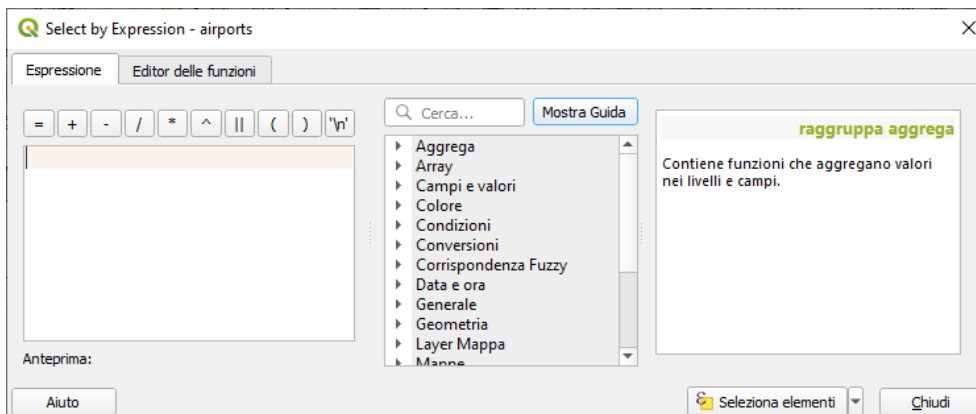 Select by Expression - airports
Espressione
Editor delle funzioni
= + - / * ^ || ( ) '\n'
Cerca...
Mostra Guida
Aggrega
Array
Campi e valori
Colore
Condizioni
Conversioni
Corrispondenza Fuzzy
Data e ora
Generale
Geometria
Layer Mappa
Mappe
raggruppa aggrega
Contiene funzioni che aggregano valori
nei livelli e campi.
Anteprima:
Aiuto
Seleziona elementi
Chiudi